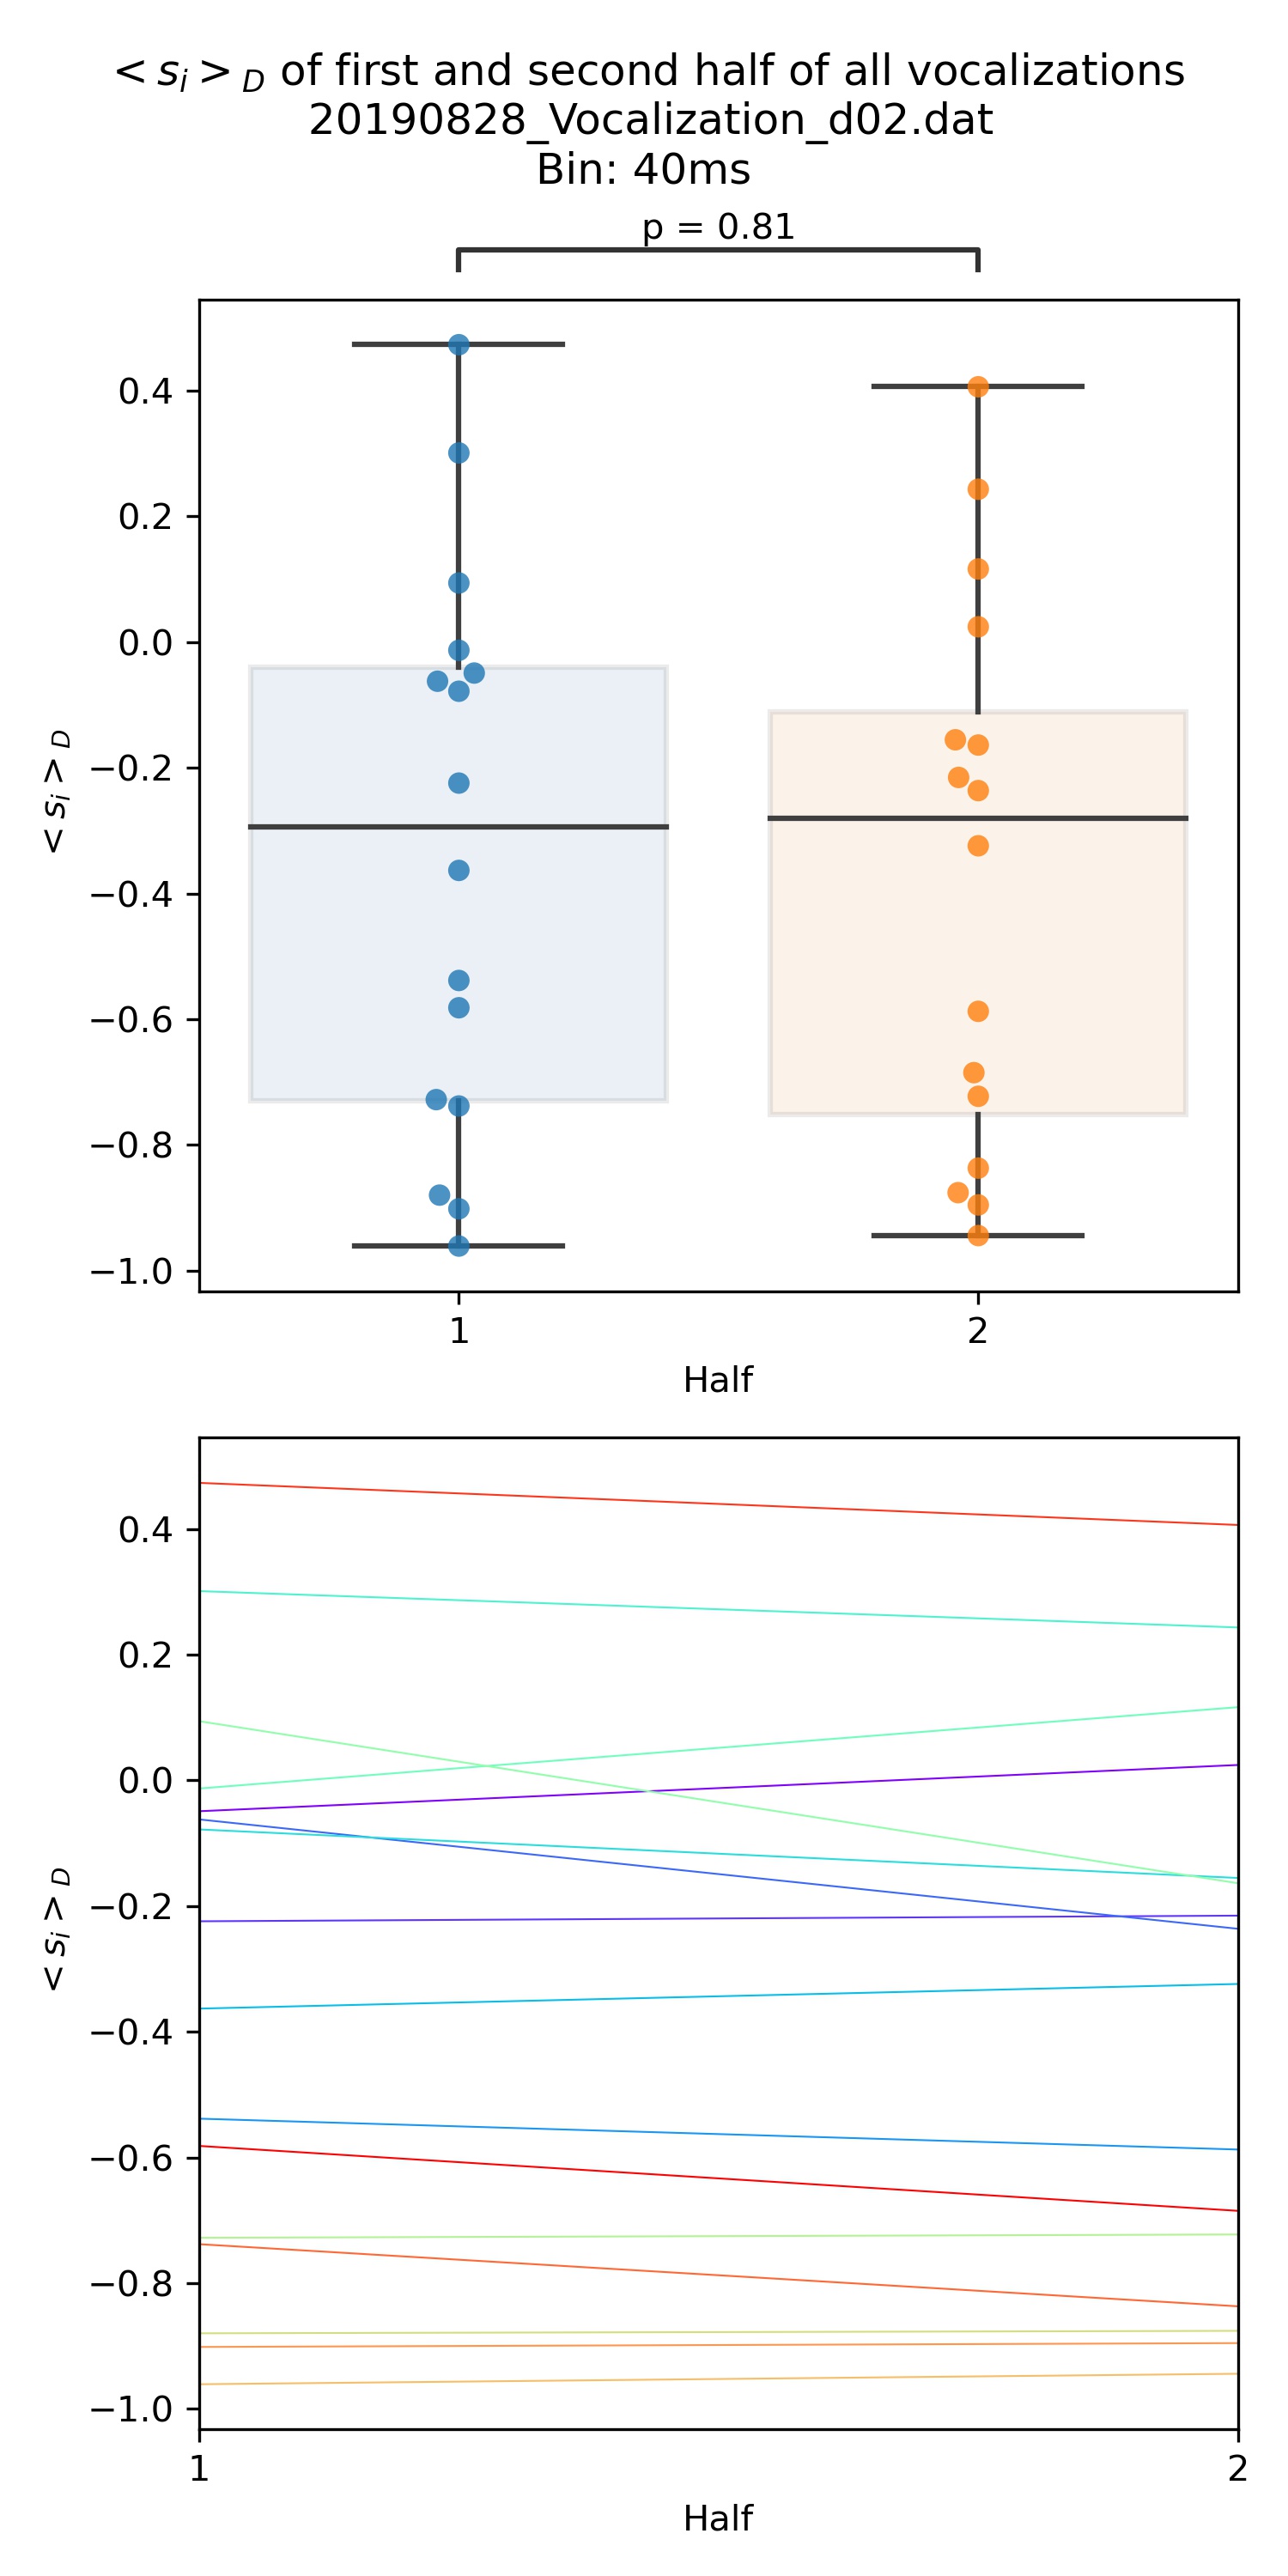 < s_i >_D of first and second half of all vocalizations
20190828_Vocalization_d02.dat
Bin: 40ms
p = 0.81
0.4
0.2
0.0
−0.2
−0.4
−0.6
−0.8
−1.0
< s_i >_D
1 2
Half
0.4
0.2
0.0
−0.2
−0.4
−0.6
−0.8
−1.0
< s_i >_D
1 2
Half